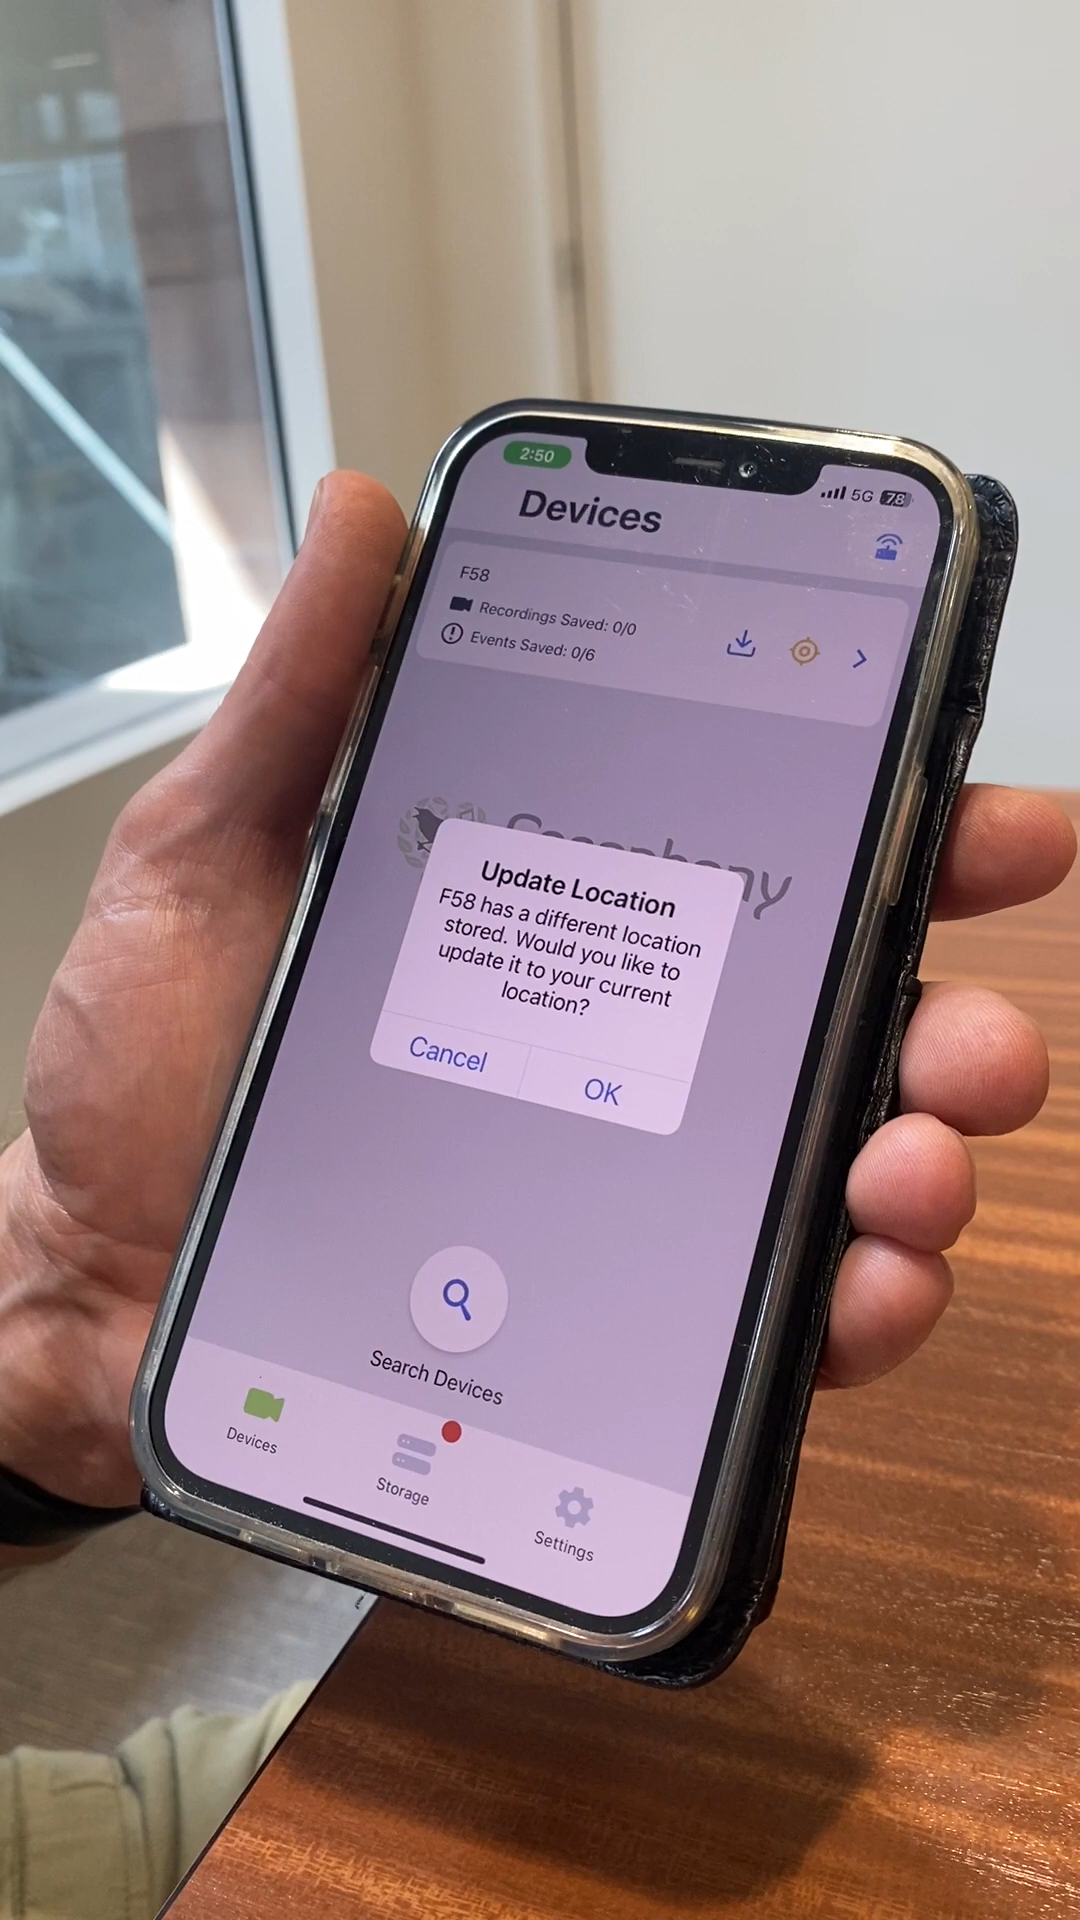 2:50
5G 78
Devices
F58
Recordings Saved: 0/0
Events Saved: 0/6
Update Location
F58 has a different location
stored. Would you like to
update it to your current
location?
Cancel
OK
Search Devices
Devices
Storage
Settings